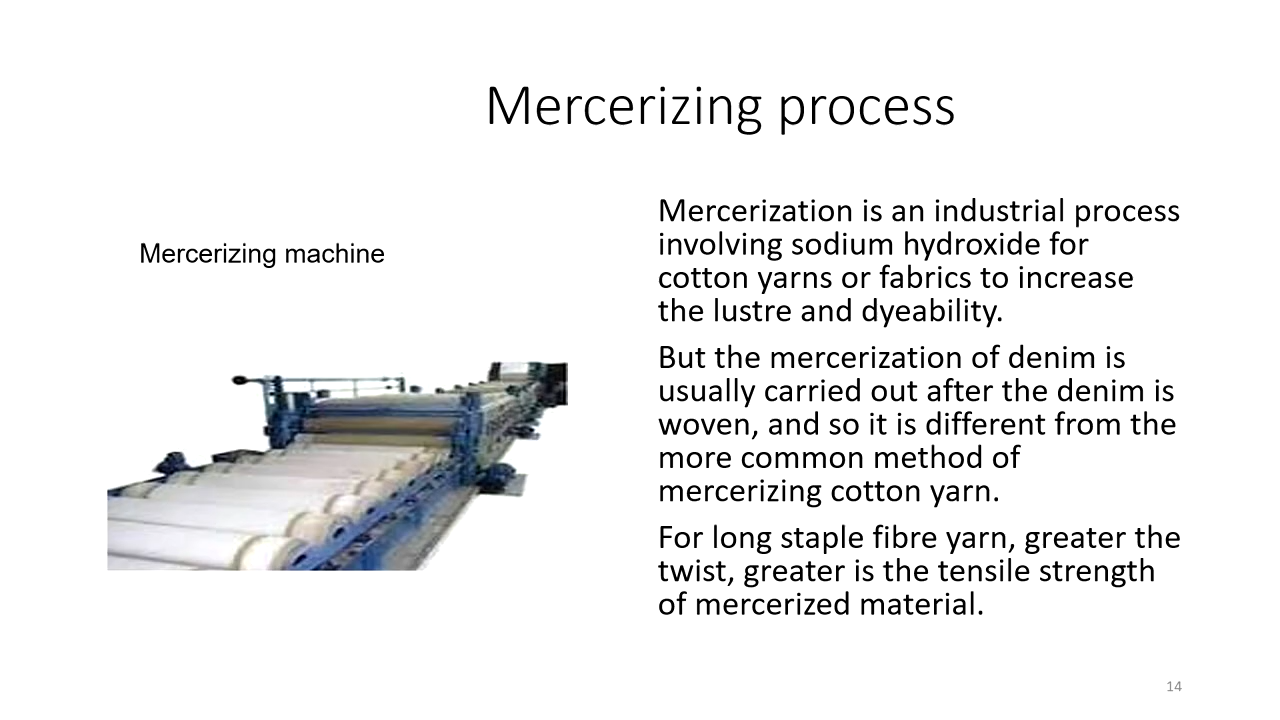 Mercerizing process
Mercerizing machine
Mercerization is an industrial process
involving sodium hydroxide for
cotton yarns or fabrics to increase
the lustre and dyeability.
But the mercerization of denim is
usually carried out after the denim is
woven, and so it is different from the
more common method of
mercerizing cotton yarn.
For long staple fibre yarn, greater the
twist, greater is the tensile strength
of mercerized material.
14